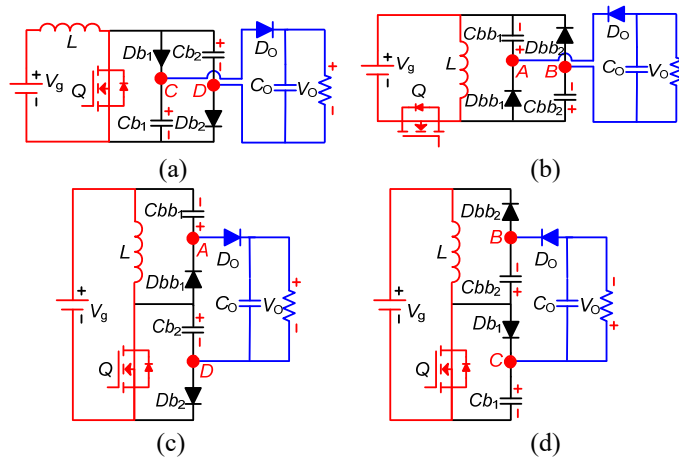 L
Db1
Cb2
+
−
DO
+
−
Vg
Q
C
D
CO
VO
+
−
Cb1
+
−
Db2
(a)
−
+
Cbb1
Dbb2
DO
+
−
Vg
L
A
B
CO
VO
−
+
Q
Dbb1
Cbb2
+
−
(b)
Cbb1
−
+
A
L
DO
+
−
Vg
Dbb1
CO
VO
+
−
Cb2
+
−
Q
D
Db2
(c)
Dbb2
B
L
DO
+
−
Vg
Cbb2
−
+
CO
VO
−
+
Db1
Q
C
Cb1
+
−
(d)